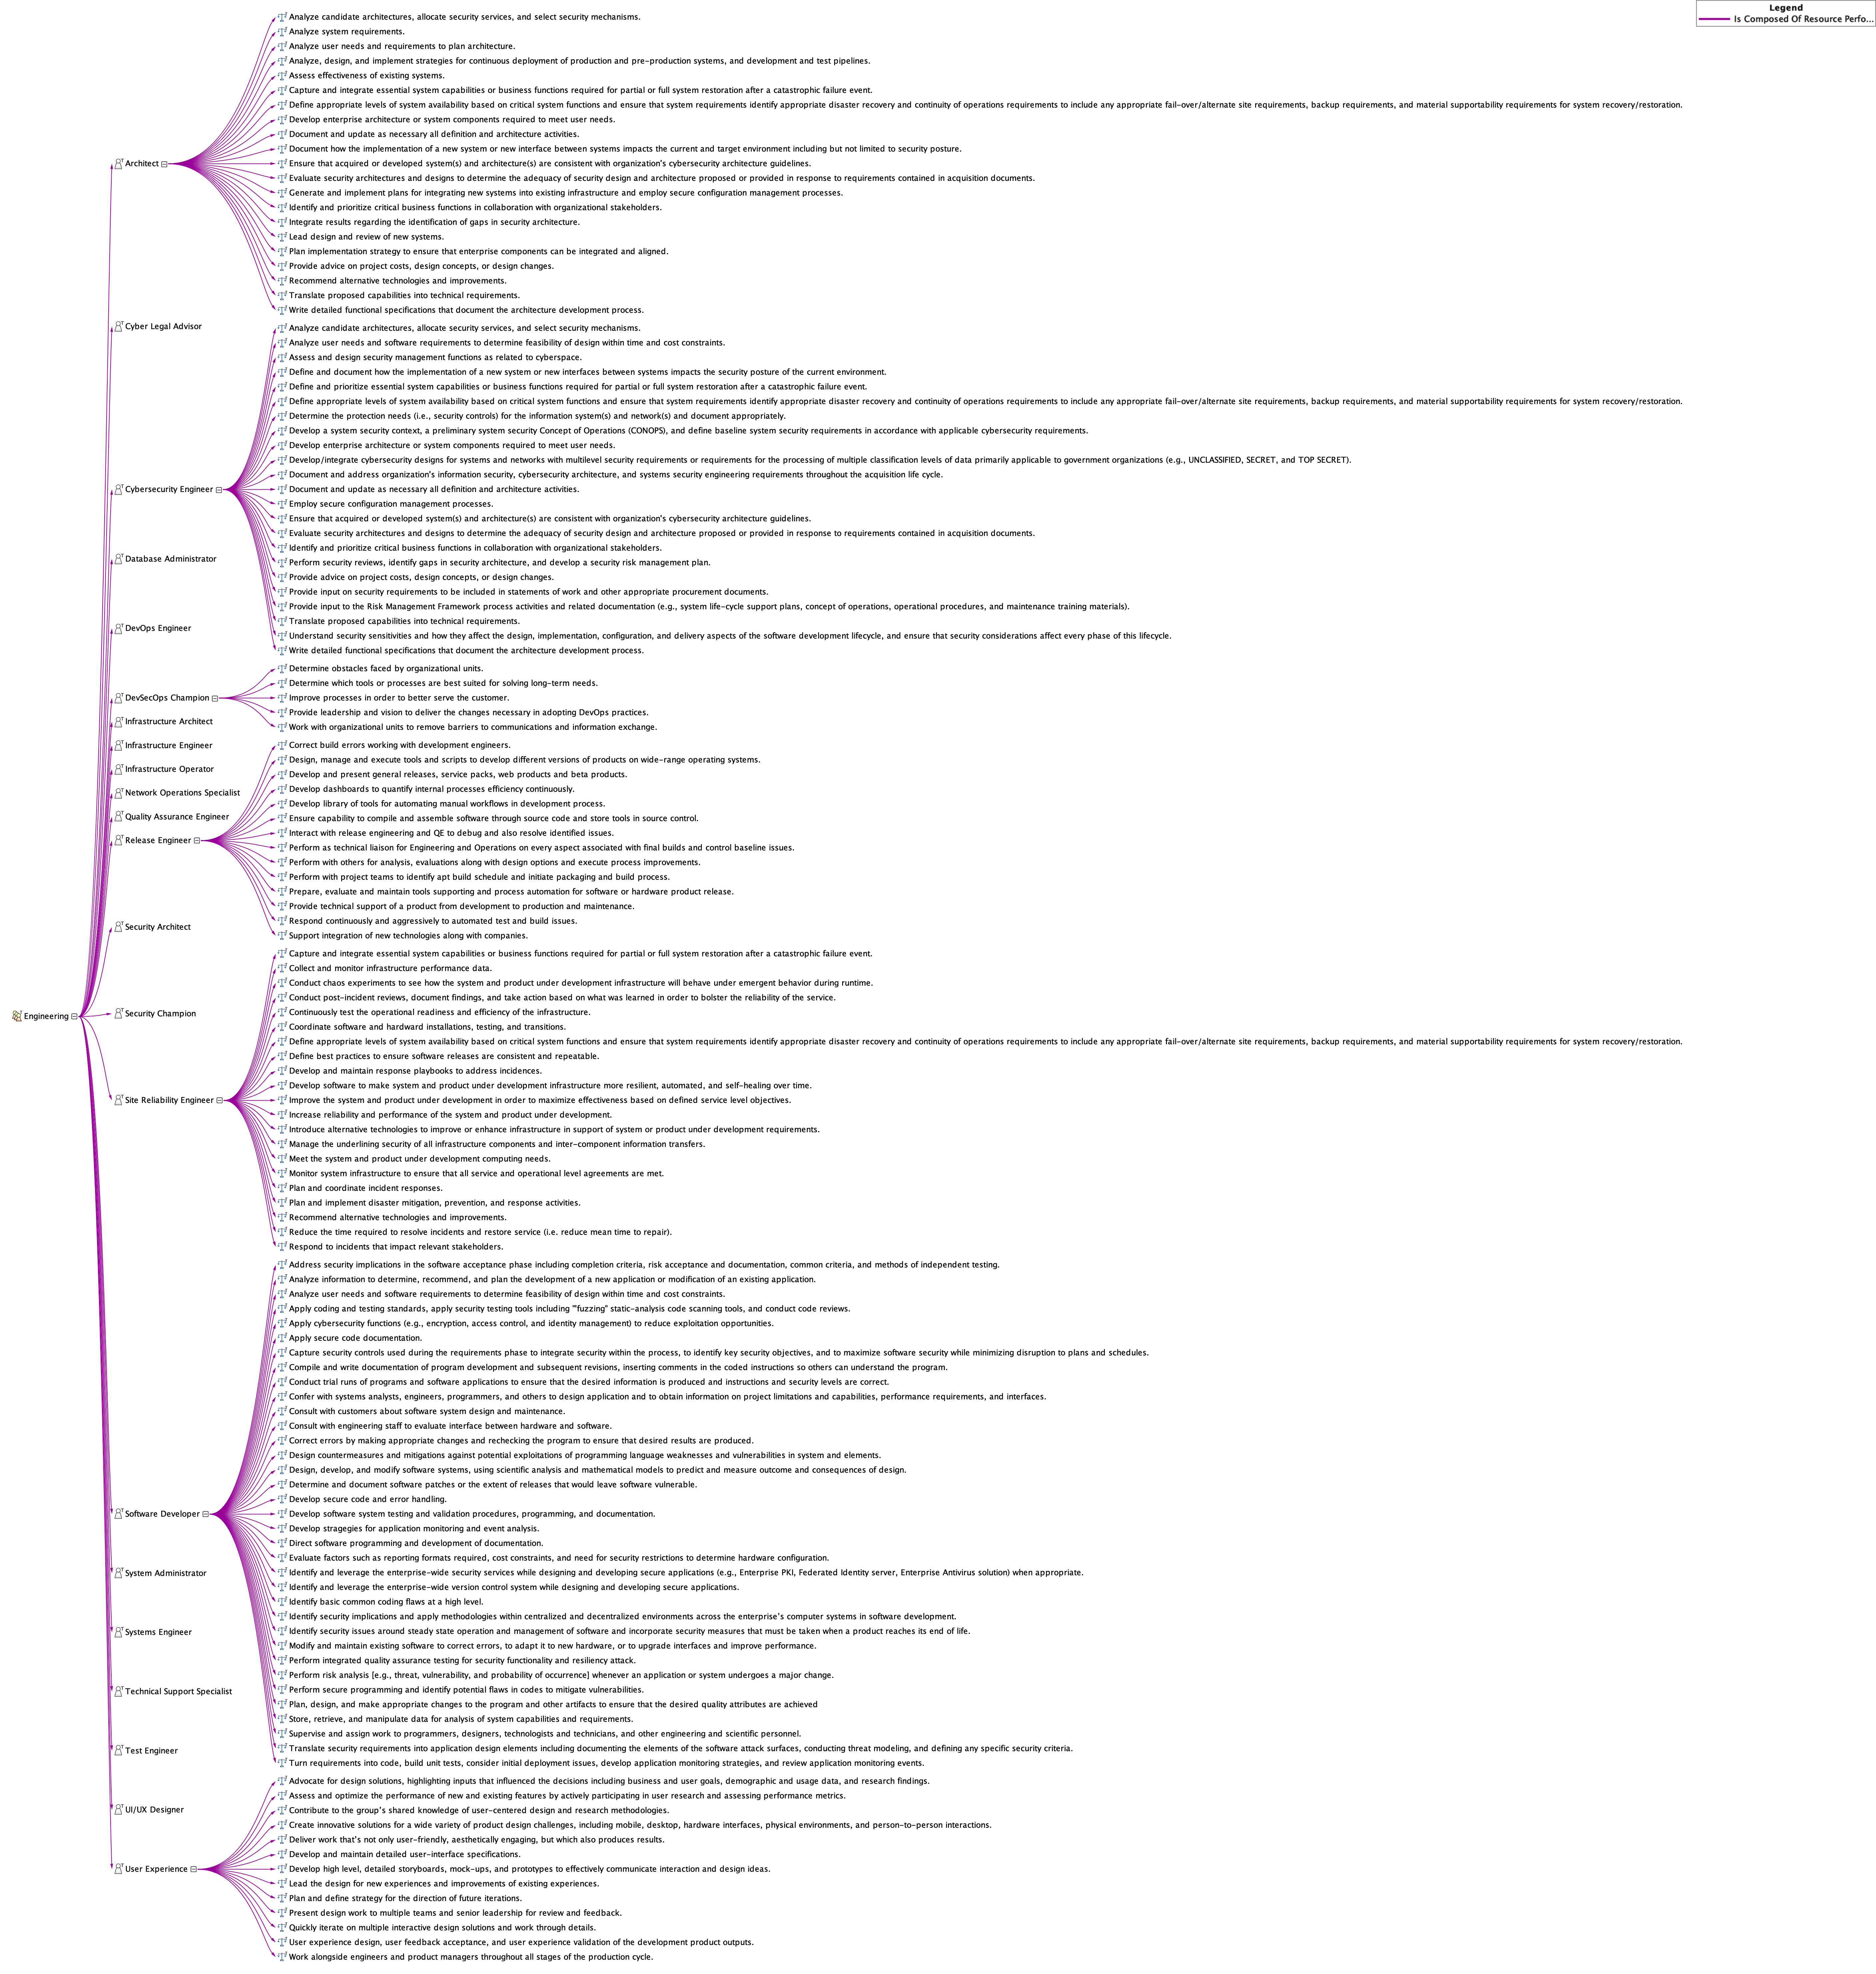 Legend
Is Composed Of Resource Perfo...
Engineering
Architect
Analyze candidate architectures, allocate security services, and select security mechanisms.
Analyze system requirements.
Analyze user needs and requirements to plan architecture.
Analyze, design, and implement strategies for continuous deployment of production and pre-production systems, and development and test pipelines.
Assess effectiveness of existing systems.
Capture and integrate essential system capabilities or business functions required for partial or full system restoration after a catastrophic failure event.
Define appropriate levels of system availability based on critical system functions and ensure that system requirements identify appropriate disaster recovery and continuity of operations requirements to include any appropriate fail-over/alternate site requirements, backup requirements, and material supportability requirements for system recovery/restoration.
Develop enterprise architecture or system components required to meet user needs.
Document and update as necessary all definition and architecture activities.
Document how the implementation of a new system or new interface between systems impacts the current and target environment including but not limited to security posture.
Ensure that acquired or developed system(s) and architecture(s) are consistent with organization's cybersecurity architecture guidelines.
Evaluate security architectures and designs to determine the adequacy of security design and architecture proposed or provided in response to requirements contained in acquisition documents.
Generate and implement plans for integrating new systems into existing infrastructure and employ secure configuration management processes.
Identify and prioritize critical business functions in collaboration with organizational stakeholders.
Integrate results regarding the identification of gaps in security architecture.
Lead design and review of new systems.
Plan implementation strategy to ensure that enterprise components can be integrated and aligned.
Provide advice on project costs, design concepts, or design changes.
Recommend alternative technologies and improvements.
Translate proposed capabilities into technical requirements.
Write detailed functional specifications that document the architecture development process.
Cyber Legal Advisor
Cybersecurity Engineer
Analyze candidate architectures, allocate security services, and select security mechanisms.
Analyze user needs and software requirements to determine feasibility of design within time and cost constraints.
Assess and design security management functions as related to cyberspace.
Define and document how the implementation of a new system or new interfaces between systems impacts the security posture of the current environment.
Define and prioritize essential system capabilities or business functions required for partial or full system restoration after a catastrophic failure event.
Define appropriate levels of system availability based on critical system functions and ensure that system requirements identify appropriate disaster recovery and continuity of operations requirements to include any appropriate fail-over/alternate site requirements, backup requirements, and material supportability requirements for system recovery/restoration.
Determine the protection needs (i.e., security controls) for the information system(s) and network(s) and document appropriately.
Develop a system security context, a preliminary system security Concept of Operations (CONOPS), and define baseline system security requirements in accordance with applicable cybersecurity requirements.
Develop enterprise architecture or system components required to meet user needs.
Develop/integrate cybersecurity designs for systems and networks with multilevel security requirements or requirements for the processing of multiple classification levels of data primarily applicable to government organizations (e.g., UNCLASSIFIED, SECRET, and TOP SECRET).
Document and address organization's information security, cybersecurity architecture, and systems security engineering requirements throughout the acquisition life cycle.
Document and update as necessary all definition and architecture activities.
Employ secure configuration management processes.
Ensure that acquired or developed system(s) and architecture(s) are consistent with organization's cybersecurity architecture guidelines.
Evaluate security architectures and designs to determine the adequacy of security design and architecture proposed or provided in response to requirements contained in acquisition documents.
Identify and prioritize critical business functions in collaboration with organizational stakeholders.
Perform security reviews, identify gaps in security architecture, and develop a security risk management plan.
Provide advice on project costs, design concepts, or design changes.
Provide input on security requirements to be included in statements of work and other appropriate procurement documents.
Provide input to the Risk Management Framework process activities and related documentation (e.g., system life-cycle support plans, concept of operations, operational procedures, and maintenance training materials).
Translate proposed capabilities into technical requirements.
Understand security sensitivities and how they affect the design, implementation, configuration, and delivery aspects of the software development lifecycle, and ensure that security considerations affect every phase of this lifecycle.
Write detailed functional specifications that document the architecture development process.
Database Administrator
DevOps Engineer
DevSecOps Champion
Determine obstacles faced by organizational units.
Determine which tools or processes are best suited for solving long-term needs.
Improve processes in order to better serve the customer.
Provide leadership and vision to deliver the changes necessary in adopting DevOps practices.
Work with organizational units to remove barriers to communications and information exchange.
Infrastructure Architect
Infrastructure Engineer
Infrastructure Operator
Network Operations Specialist
Quality Assurance Engineer
Release Engineer
Correct build errors working with development engineers.
Design, manage and execute tools and scripts to develop different versions of products on wide-range operating systems.
Develop and present general releases, service packs, web products and beta products.
Develop dashboards to quantify internal processes efficiency continuously.
Develop library of tools for automating manual workflows in development process.
Ensure capability to compile and assemble software through source code and store tools in source control.
Interact with release engineering and QE to debug and also resolve identified issues.
Perform as technical liaison for Engineering and Operations on every aspect associated with final builds and control baseline issues.
Perform with others for analysis, evaluations along with design options and execute process improvements.
Perform with project teams to identify apt build schedule and initiate packaging and build process.
Prepare, evaluate and maintain tools supporting and process automation for software or hardware product release.
Provide technical support of a product from development to production and maintenance.
Respond continuously and aggressively to automated test and build issues.
Support integration of new technologies along with companies.
Security Architect
Security Champion
Site Reliability Engineer
Capture and integrate essential system capabilities or business functions required for partial or full system restoration after a catastrophic failure event.
Collect and monitor infrastructure performance data.
Conduct chaos experiments to see how the system and product under development infrastructure will behave under emergent behavior during runtime.
Conduct post-incident reviews, document findings, and take action based on what was learned in order to bolster the reliability of the service.
Continuously test the operational readiness and efficiency of the infrastructure.
Coordinate software and hardward installations, testing, and transitions.
Define appropriate levels of system availability based on critical system functions and ensure that system requirements identify appropriate disaster recovery and continuity of operations requirements to include any appropriate fail-over/alternate site requirements, backup requirements, and material supportability requirements for system recovery/restoration.
Define best practices to ensure software releases are consistent and repeatable.
Develop and maintain response playbooks to address incidences.
Develop software to make system and product under development infrastructure more resilient, automated, and self-healing over time.
Improve the system and product under development in order to maximize effectiveness based on defined service level objectives.
Increase reliability and performance of the system and product under development.
Introduce alternative technologies to improve or enhance infrastructure in support of system or product under development requirements.
Manage the underlining security of all infrastructure components and inter-component information transfers.
Meet the system and product under development computing needs.
Monitor system infrastructure to ensure that all service and operational level agreements are met.
Plan and coordinate incident responses.
Plan and implement disaster mitigation, prevention, and response activities.
Recommend alternative technologies and improvements.
Reduce the time required to resolve incidents and restore service (i.e. reduce mean time to repair).
Respond to incidents that impact relevant stakeholders.
Software Developer
Address security implications in the software acceptance phase including completion criteria, risk acceptance and documentation, common criteria, and methods of independent testing.
Analyze information to determine, recommend, and plan the development of a new application or modification of an existing application.
Analyze user needs and software requirements to determine feasibility of design within time and cost constraints.
Apply coding and testing standards, apply security testing tools including "'fuzzing" static-analysis code scanning tools, and conduct code reviews.
Apply cybersecurity functions (e.g., encryption, access control, and identity management) to reduce exploitation opportunities.
Apply secure code documentation.
Capture security controls used during the requirements phase to integrate security within the process, to identify key security objectives, and to maximize software security while minimizing disruption to plans and schedules.
Compile and write documentation of program development and subsequent revisions, inserting comments in the coded instructions so others can understand the program.
Conduct trial runs of programs and software applications to ensure that the desired information is produced and instructions and security levels are correct.
Confer with systems analysts, engineers, programmers, and others to design application and to obtain information on project limitations and capabilities, performance requirements, and interfaces.
Consult with customers about software system design and maintenance.
Consult with engineering staff to evaluate interface between hardware and software.
Correct errors by making appropriate changes and rechecking the program to ensure that desired results are produced.
Design countermeasures and mitigations against potential exploitations of programming language weaknesses and vulnerabilities in system and elements.
Design, develop, and modify software systems, using scientific analysis and mathematical models to predict and measure outcome and consequences of design.
Determine and document software patches or the extent of releases that would leave software vulnerable.
Develop secure code and error handling.
Develop software system testing and validation procedures, programming, and documentation.
Develop stragegies for application monitoring and event analysis.
Direct software programming and development of documentation.
Evaluate factors such as reporting formats required, cost constraints, and need for security restrictions to determine hardware configuration.
Identify and leverage the enterprise-wide security services while designing and developing secure applications (e.g., Enterprise PKI, Federated Identity server, Enterprise Antivirus solution) when appropriate.
Identify and leverage the enterprise-wide version control system while designing and developing secure applications.
Identify basic common coding flaws at a high level.
Identify security implications and apply methodologies within centralized and decentralized environments across the enterprise's computer systems in software development.
Identify security issues around steady state operation and management of software and incorporate security measures that must be taken when a product reaches its end of life.
Modify and maintain existing software to correct errors, to adapt it to new hardware, or to upgrade interfaces and improve performance.
Perform integrated quality assurance testing for security functionality and resiliency attack.
Perform risk analysis [e.g., threat, vulnerability, and probability of occurrence] whenever an application or system undergoes a major change.
Perform secure programming and identify potential flaws in codes to mitigate vulnerabilities.
Plan, design, and make appropriate changes to the program and other artifacts to ensure that the desired quality attributes are achieved
Store, retrieve, and manipulate data for analysis of system capabilities and requirements.
Supervise and assign work to programmers, designers, technologists and technicians, and other engineering and scientific personnel.
Translate security requirements into application design elements including documenting the elements of the software attack surfaces, conducting threat modeling, and defining any specific security criteria.
Turn requirements into code, build unit tests, consider initial deployment issues, develop application monitoring strategies, and review application monitoring events.
System Administrator
Systems Engineer
Technical Support Specialist
Test Engineer
UI/UX Designer
User Experience
Advocate for design solutions, highlighting inputs that influenced the decisions including business and user goals, demographic and usage data, and research findings.
Assess and optimize the performance of new and existing features by actively participating in user research and assessing performance metrics.
Contribute to the group's shared knowledge of user-centered design and research methodologies.
Create innovative solutions for a wide variety of product design challenges, including mobile, desktop, hardware interfaces, physical environments, and person-to-person interactions.
Deliver work that's not only user-friendly, aesthetically engaging, but which also produces results.
Develop and maintain detailed user-interface specifications.
Develop high level, detailed storyboards, mock-ups, and prototypes to effectively communicate interaction and design ideas.
Lead the design for new experiences and improvements of existing experiences.
Plan and define strategy for the direction of future iterations.
Present design work to multiple teams and senior leadership for review and feedback.
Quickly iterate on multiple interactive design solutions and work through details.
User experience design, user feedback acceptance, and user experience validation of the development product outputs.
Work alongside engineers and product managers throughout all stages of the production cycle.